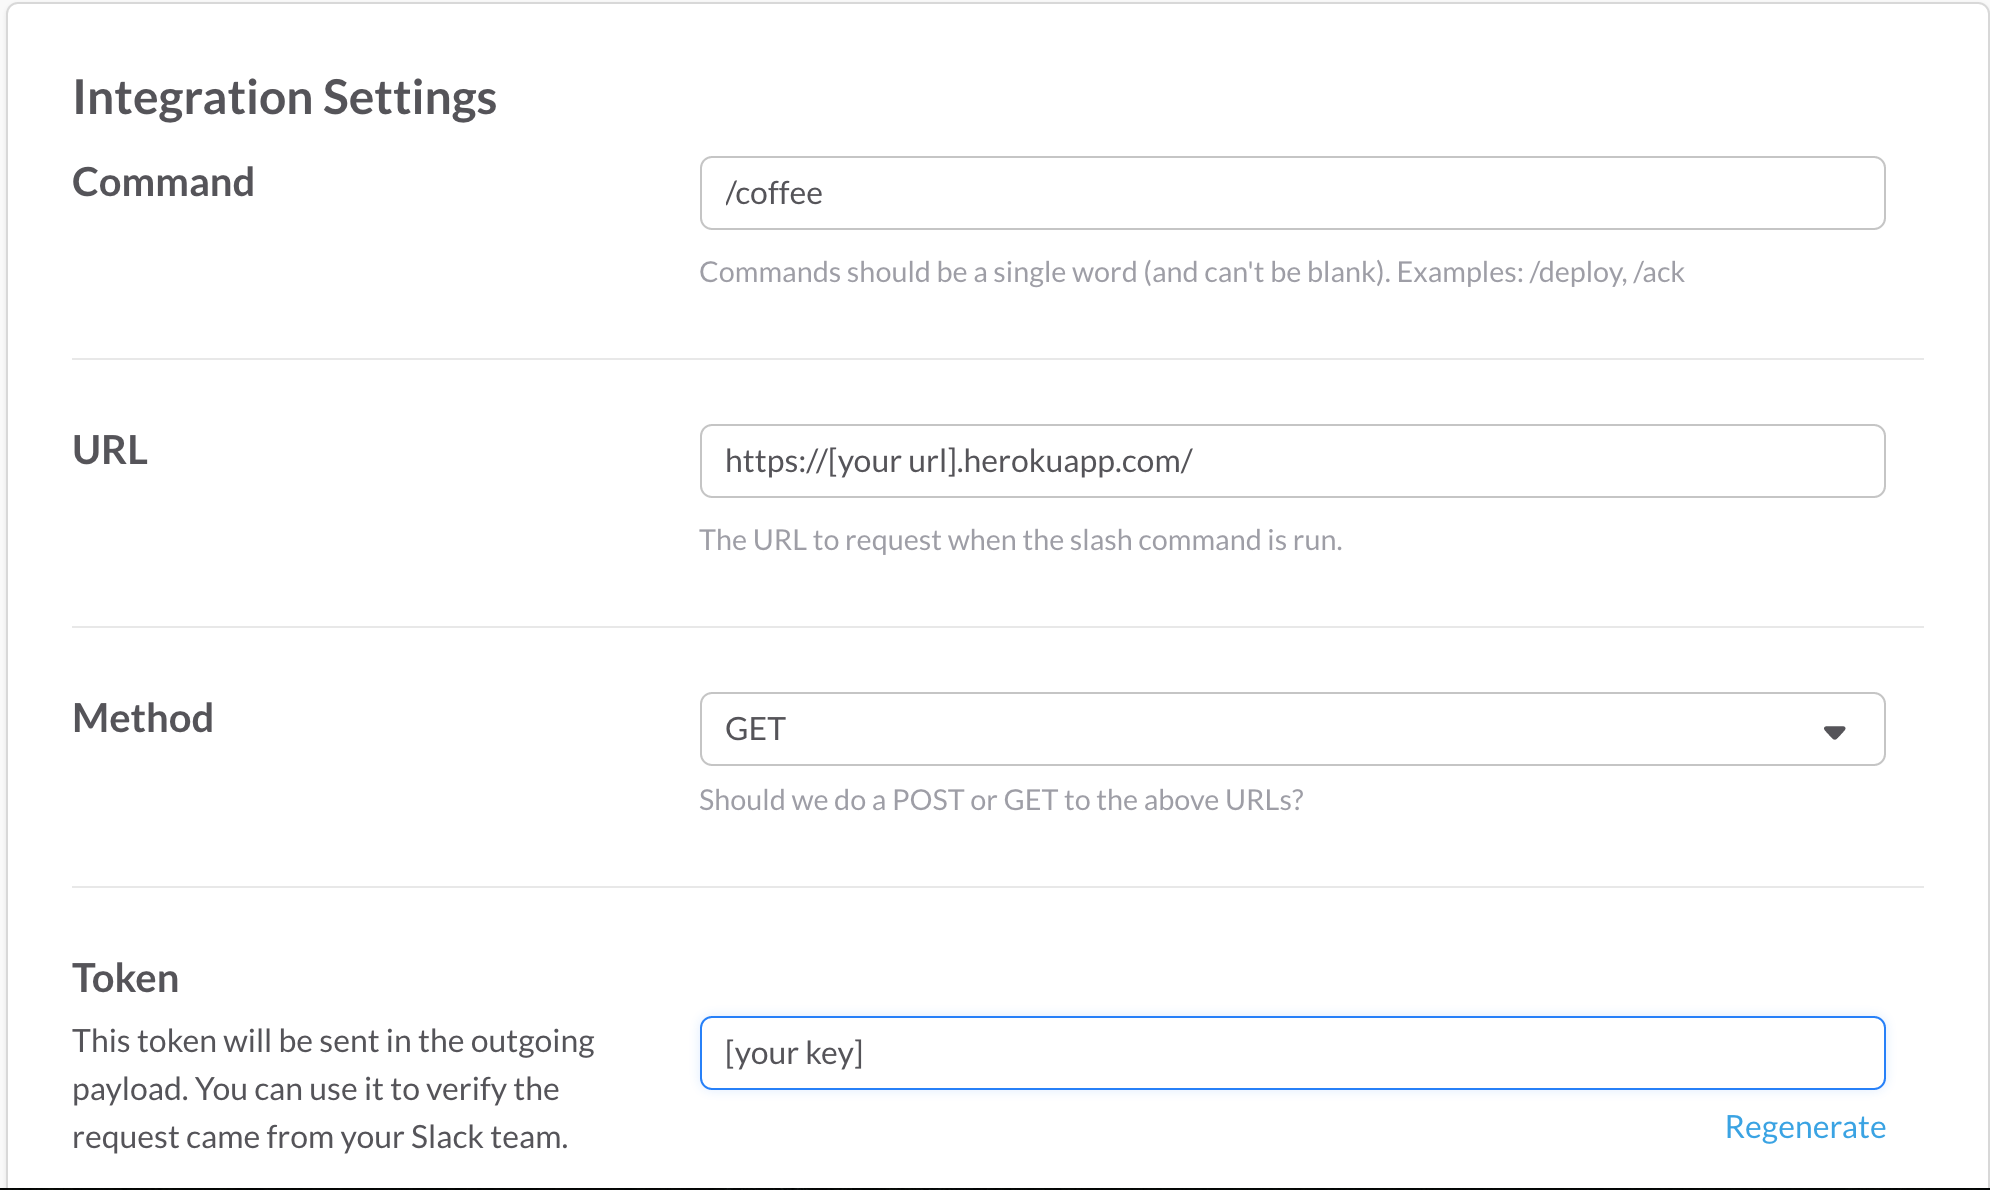 Integration Settings
Command
/coffee
Commands should be a single word (and can't be blank). Examples: /deploy, /ack
URL
https://[your url].herokuapp.com/
The URL to request when the slash command is run.
Method
GET
Should we do a POST or GET to the above URLs?
Token
This token will be sent in the outgoing
payload. You can use it to verify the
request came from your Slack team.
[your key]
Regenerate